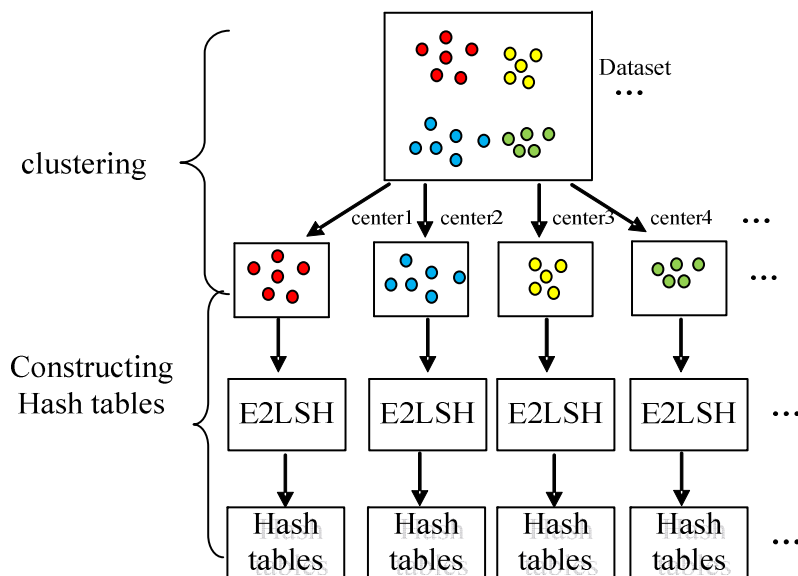 Dataset
...
clustering
center1 center2 center3 center4 ...
...
Constructing
Hash tables
E2LSH E2LSH E2LSH E2LSH ...
Hash Hash Hash Hash
tables tables tables tables ...